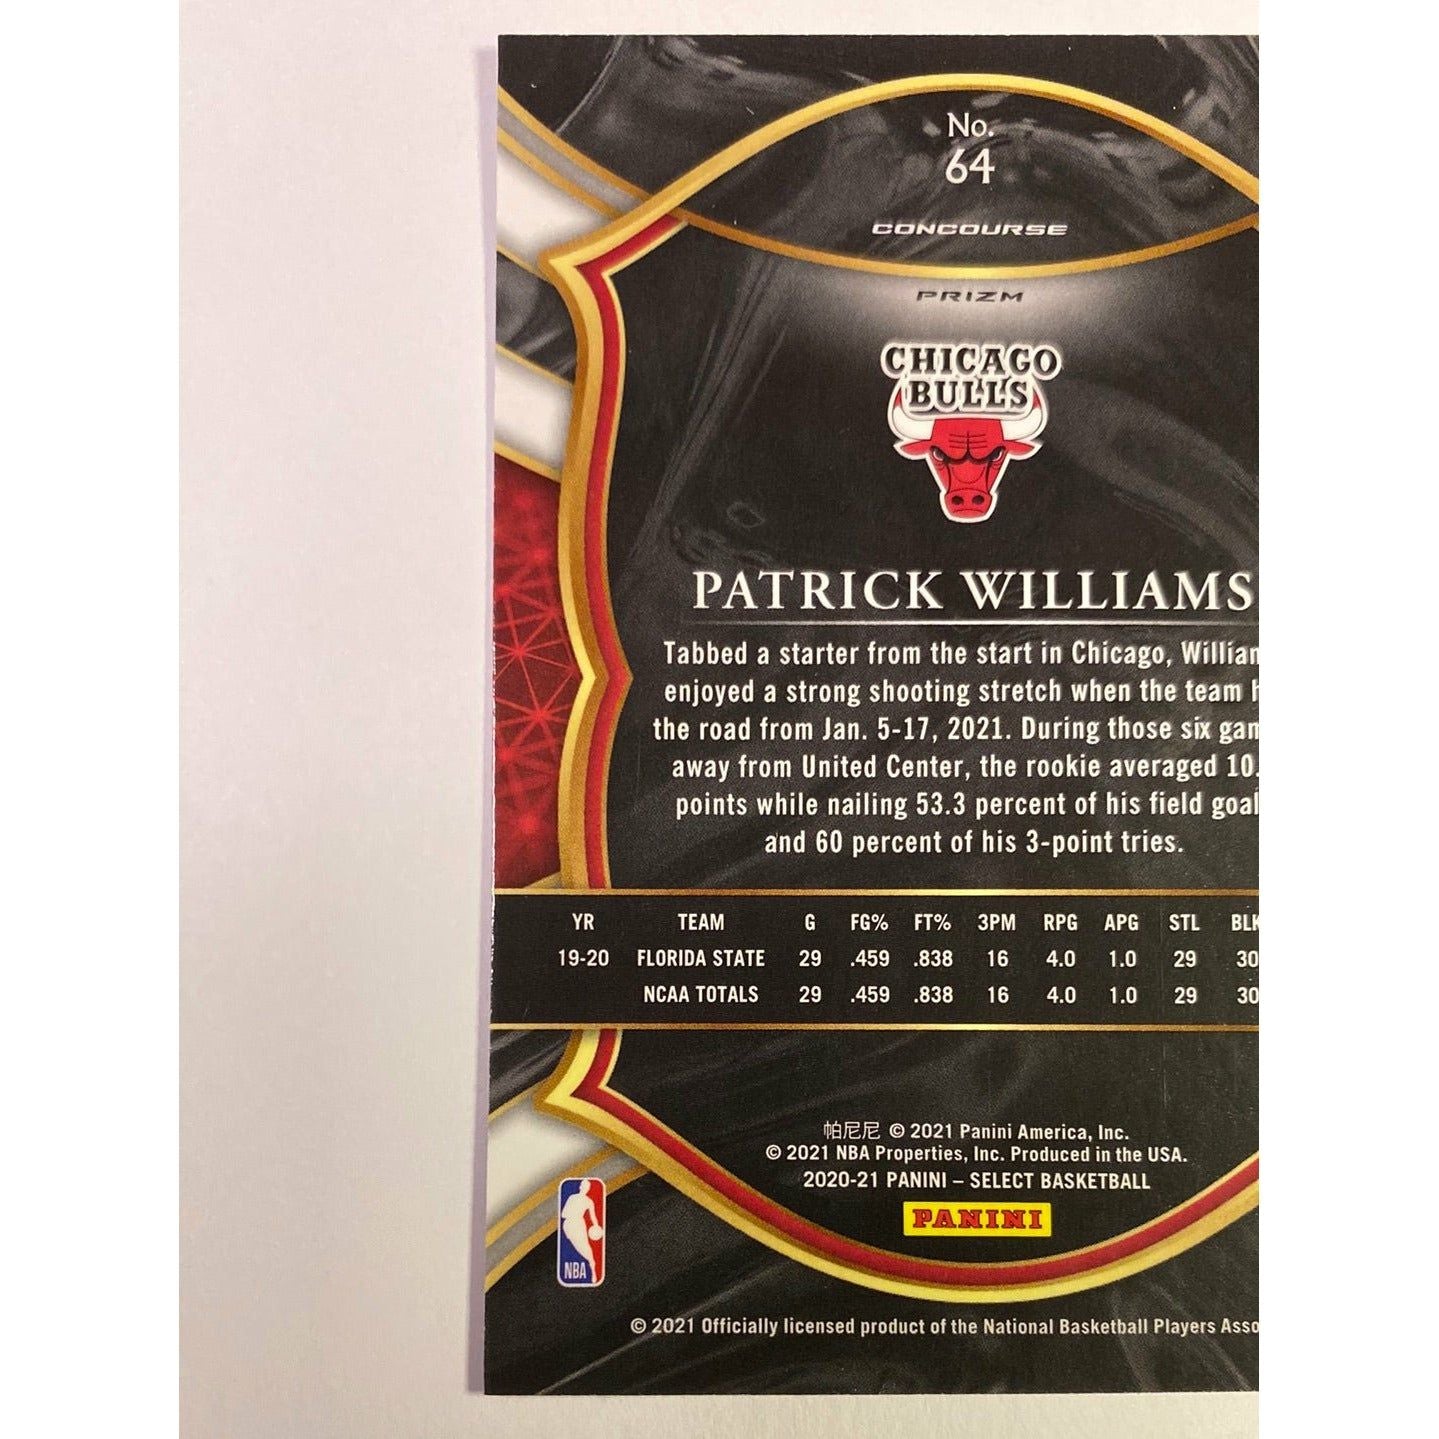 No.
64
CONCOURSE
PRIZM
CHICAGO
BULLS
PATRICK WILLIAMS
Tabbed a starter from the start in Chicago,
enjoyed a strong shooting stretch when the team
the road from Jan. 5-17, 2021. During those six
away from United Center, the rookie averaged 10.
points while nailing 53.3 percent of his field
and 60 percent of his 3-point tries.
YR TEAM G FG% FT% 3PM RPG APG STL BLK
19-20 FLORIDA STATE 29 .459 .838 16 4.0 1.0 29 30
NCAA TOTALS 29 .459 .838 16 4.0 1.0 29 30
帕尼尼 © 2021 Panini America, Inc.
© 2021 NBA Properties, Inc. Produced in the USA.
2020-21 PANINI – SELECT BASKETBALL
PANINI
NBA
© 2021 Officially licensed product of the National Basketball Players